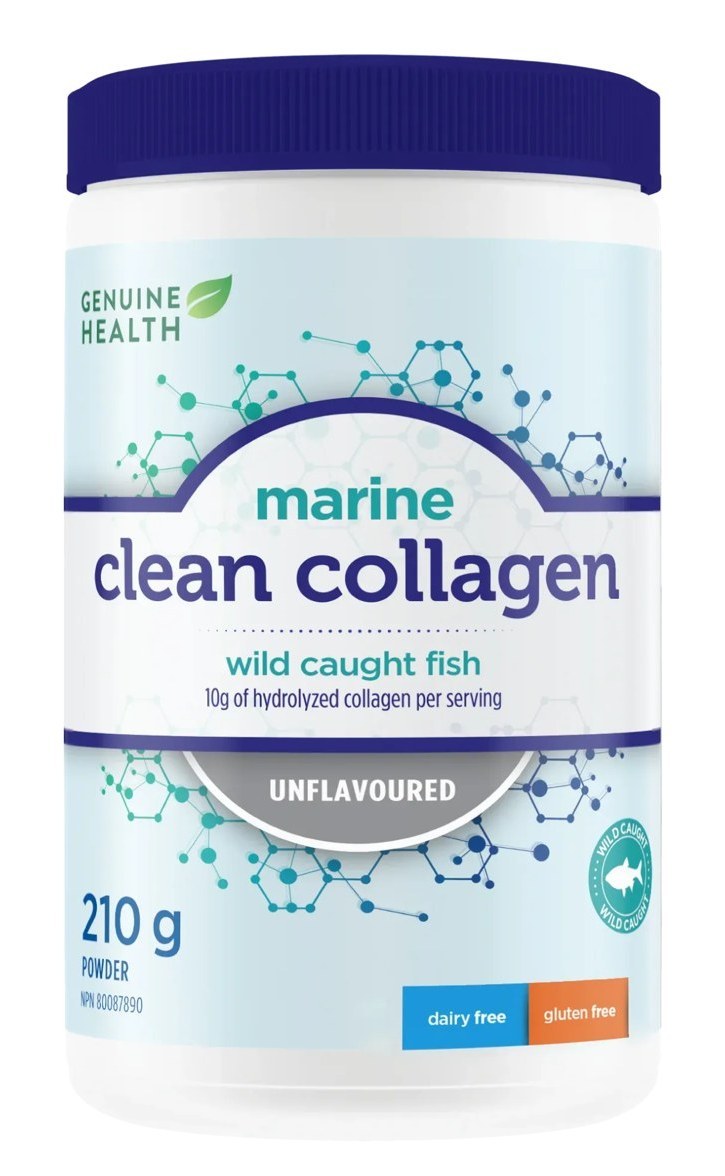 GENUINE
HEALTH
marine
clean collagen
wild caught fish
10g of hydrolyzed collagen per serving
UNFLAVOURED
WILD CAUGHT
WILD CAUGHT
210 g
POWDER
NPN 80087890
dairy free
gluten free